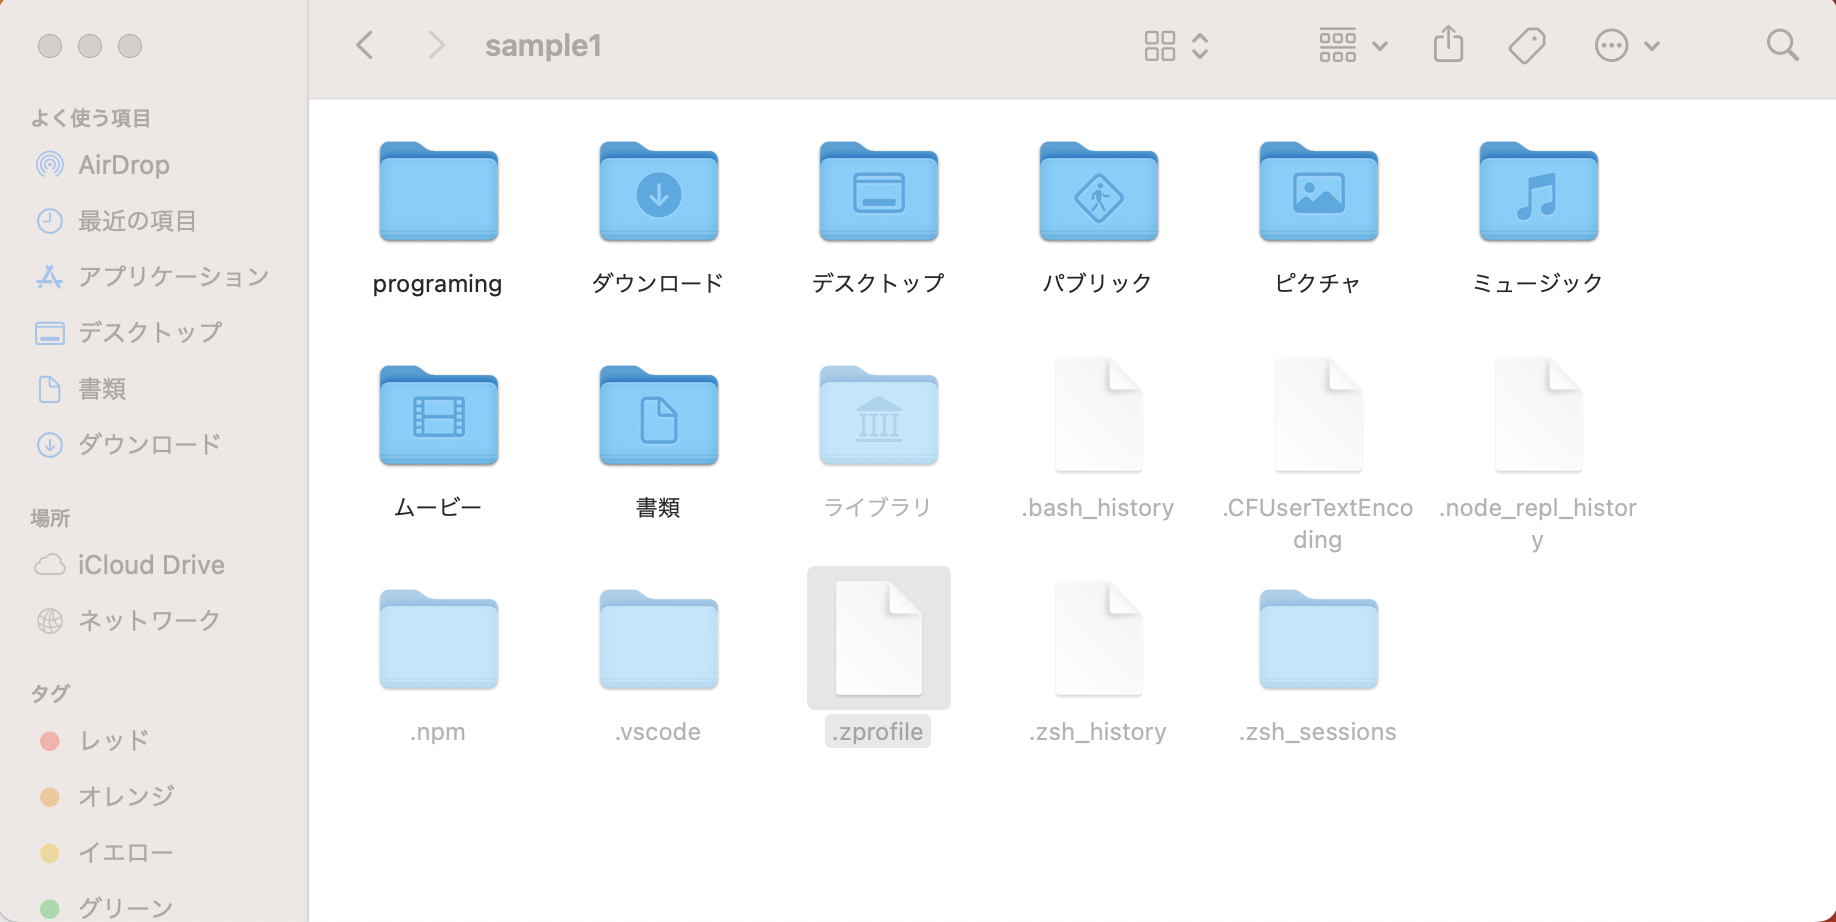 sample1
よく使う項目
AirDrop
最近の項目
アプリケーション
デスクトップ
書類
ダウンロード
場所
iCloud Drive
ネットワーク
タグ
レッド
オレンジ
イエロー
グリーン
programing
ダウンロード
デスクトップ
パブリック
ピクチャ
ミュージック
ムービー
書類
ライブラリ
.bash_history
.CFUserTextEnco
ding
.node_repl_histor
y
.npm
.vscode
.zprofile
.zsh_history
.zsh_sessions